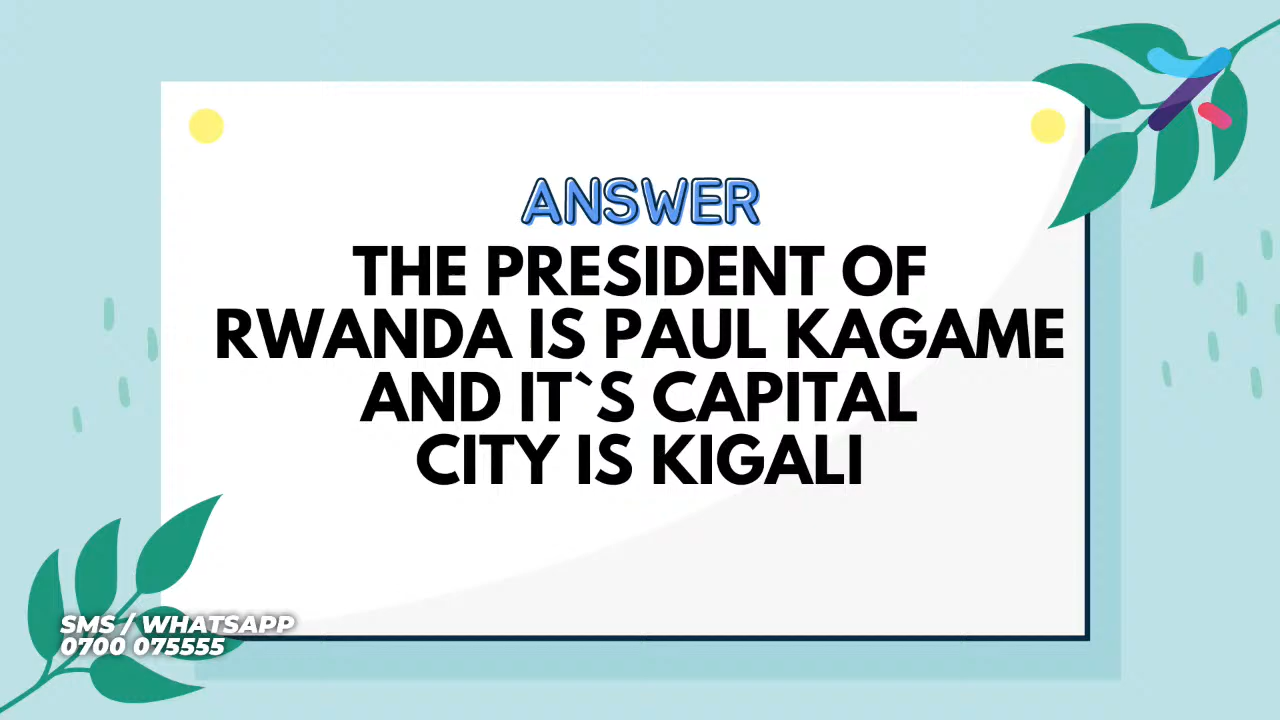 ANSWER
THE PRESIDENT OF
RWANDA IS PAUL KAGAME
AND IT`S CAPITAL
CITY IS KIGALI
SMS / WHATSAPP
0700 075555